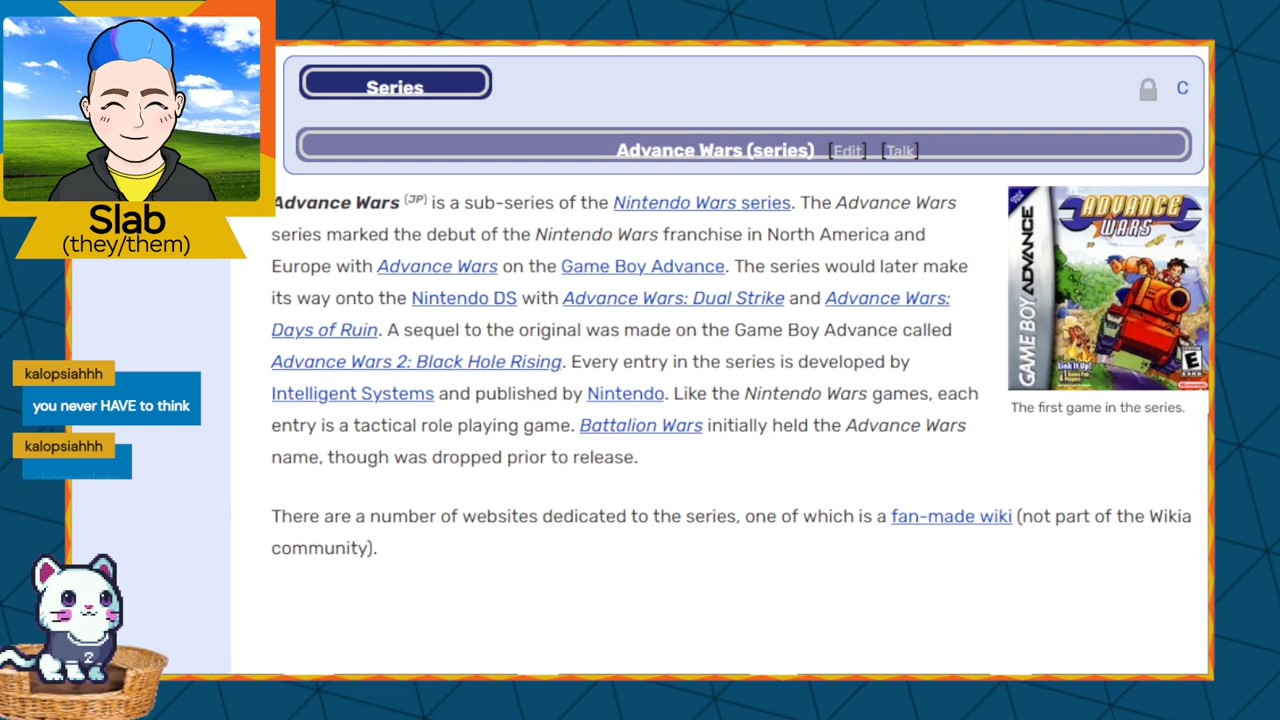 Slab
(they/them)
kalopsiahhh
you never HAVE to think
kalopsiahhh
2
Series
C
Advance Wars (series) [Edit] [Talk]
Advance Wars (JP) is a sub-series of the Nintendo Wars series. The Advance Wars
series marked the debut of the Nintendo Wars franchise in North America and
Europe with Advance Wars on the Game Boy Advance. The series would later make
its way onto the Nintendo DS with Advance Wars: Dual Strike and Advance Wars:
Days of Ruin. A sequel to the original was made on the Game Boy Advance called
Advance Wars 2: Black Hole Rising. Every entry in the series is developed by
Intelligent Systems and published by Nintendo. Like the Nintendo Wars games, each
entry is a tactical role playing game. Battalion Wars initially held the Advance Wars
name, though was dropped prior to release.
There are a number of websites dedicated to the series, one of which is a fan-made wiki (not part of the Wikia
community).
GAME BOY ADVANCE
ADVANCE
WARS
Link It Up!
E
Nintendo
The first game in the series.